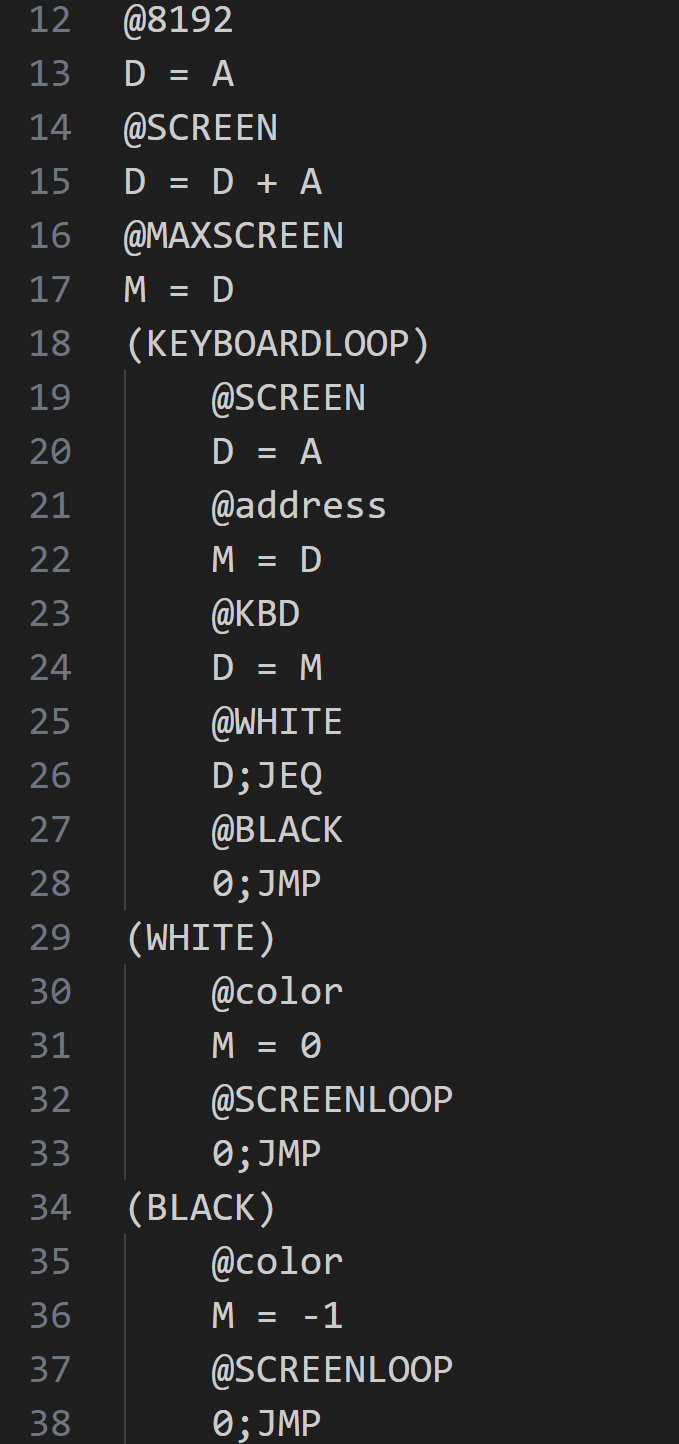 12 @8192
13 D = A
14 @SCREEN
15 D = D + A
16 @MAXSCREEN
17 M = D
18 (KEYBOARDLOOP)
19 @SCREEN
20 D = A
21 @address
22 M = D
23 @KBD
24 D = M
25 @WHITE
26 D;JEQ
27 @BLACK
28 0;JMP
29 (WHITE)
30 @color
31 M = 0
32 @SCREENLOOP
33 0;JMP
34 (BLACK)
35 @color
36 M = -1
37 @SCREENLOOP
38 0;JMP